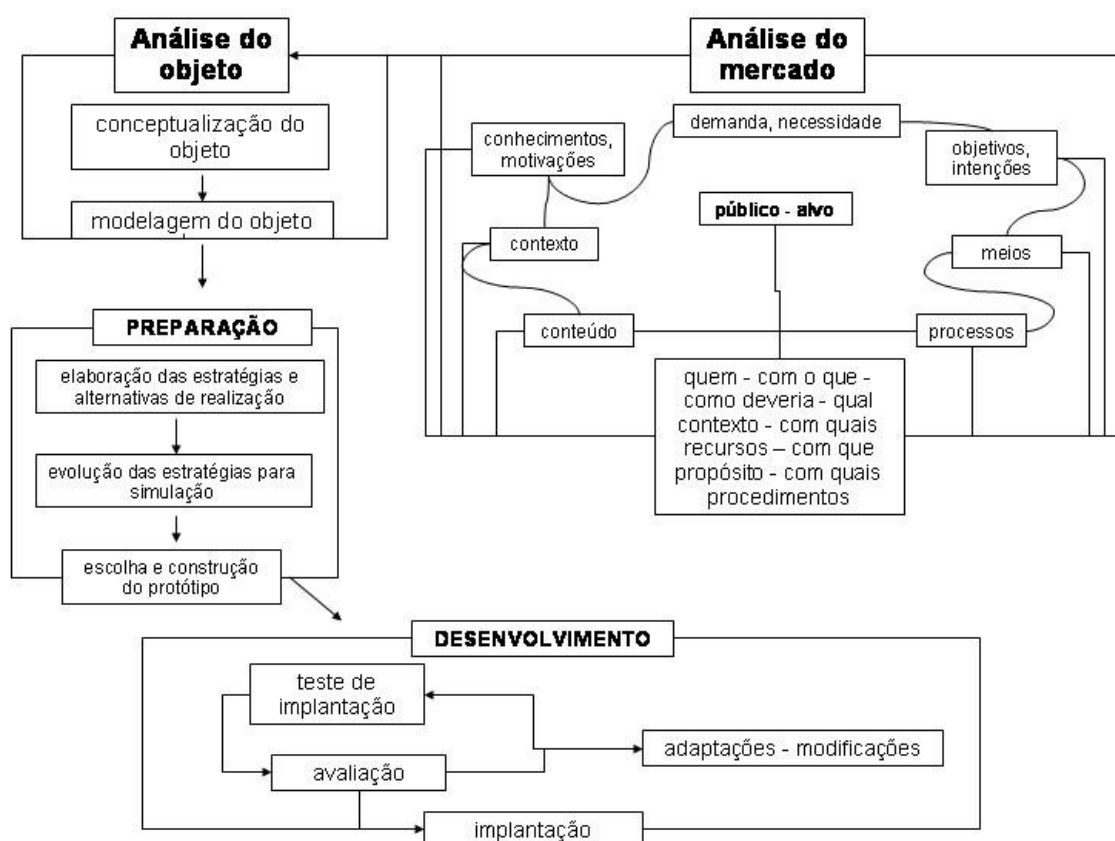 Análise do
objeto
conceptualização do
objeto
modelagem do objeto
Análise do
mercado
demanda, necessidade
conhecimentos,
motivações
objetivos,
intenções
público - alvo
contexto
meios
conteúdo
processos
quem - com o que -
como deveria - qual
contexto - com quais
recursos – com que
propósito - com quais
procedimentos
PREPARAÇÃO
elaboração das estratégias e
alternativas de realização
evolução das estratégias para
simulação
escolha e construção
do protótipo
DESENVOLVIMENTO
teste de
implantação
adaptações - modificações
avaliação
implantação